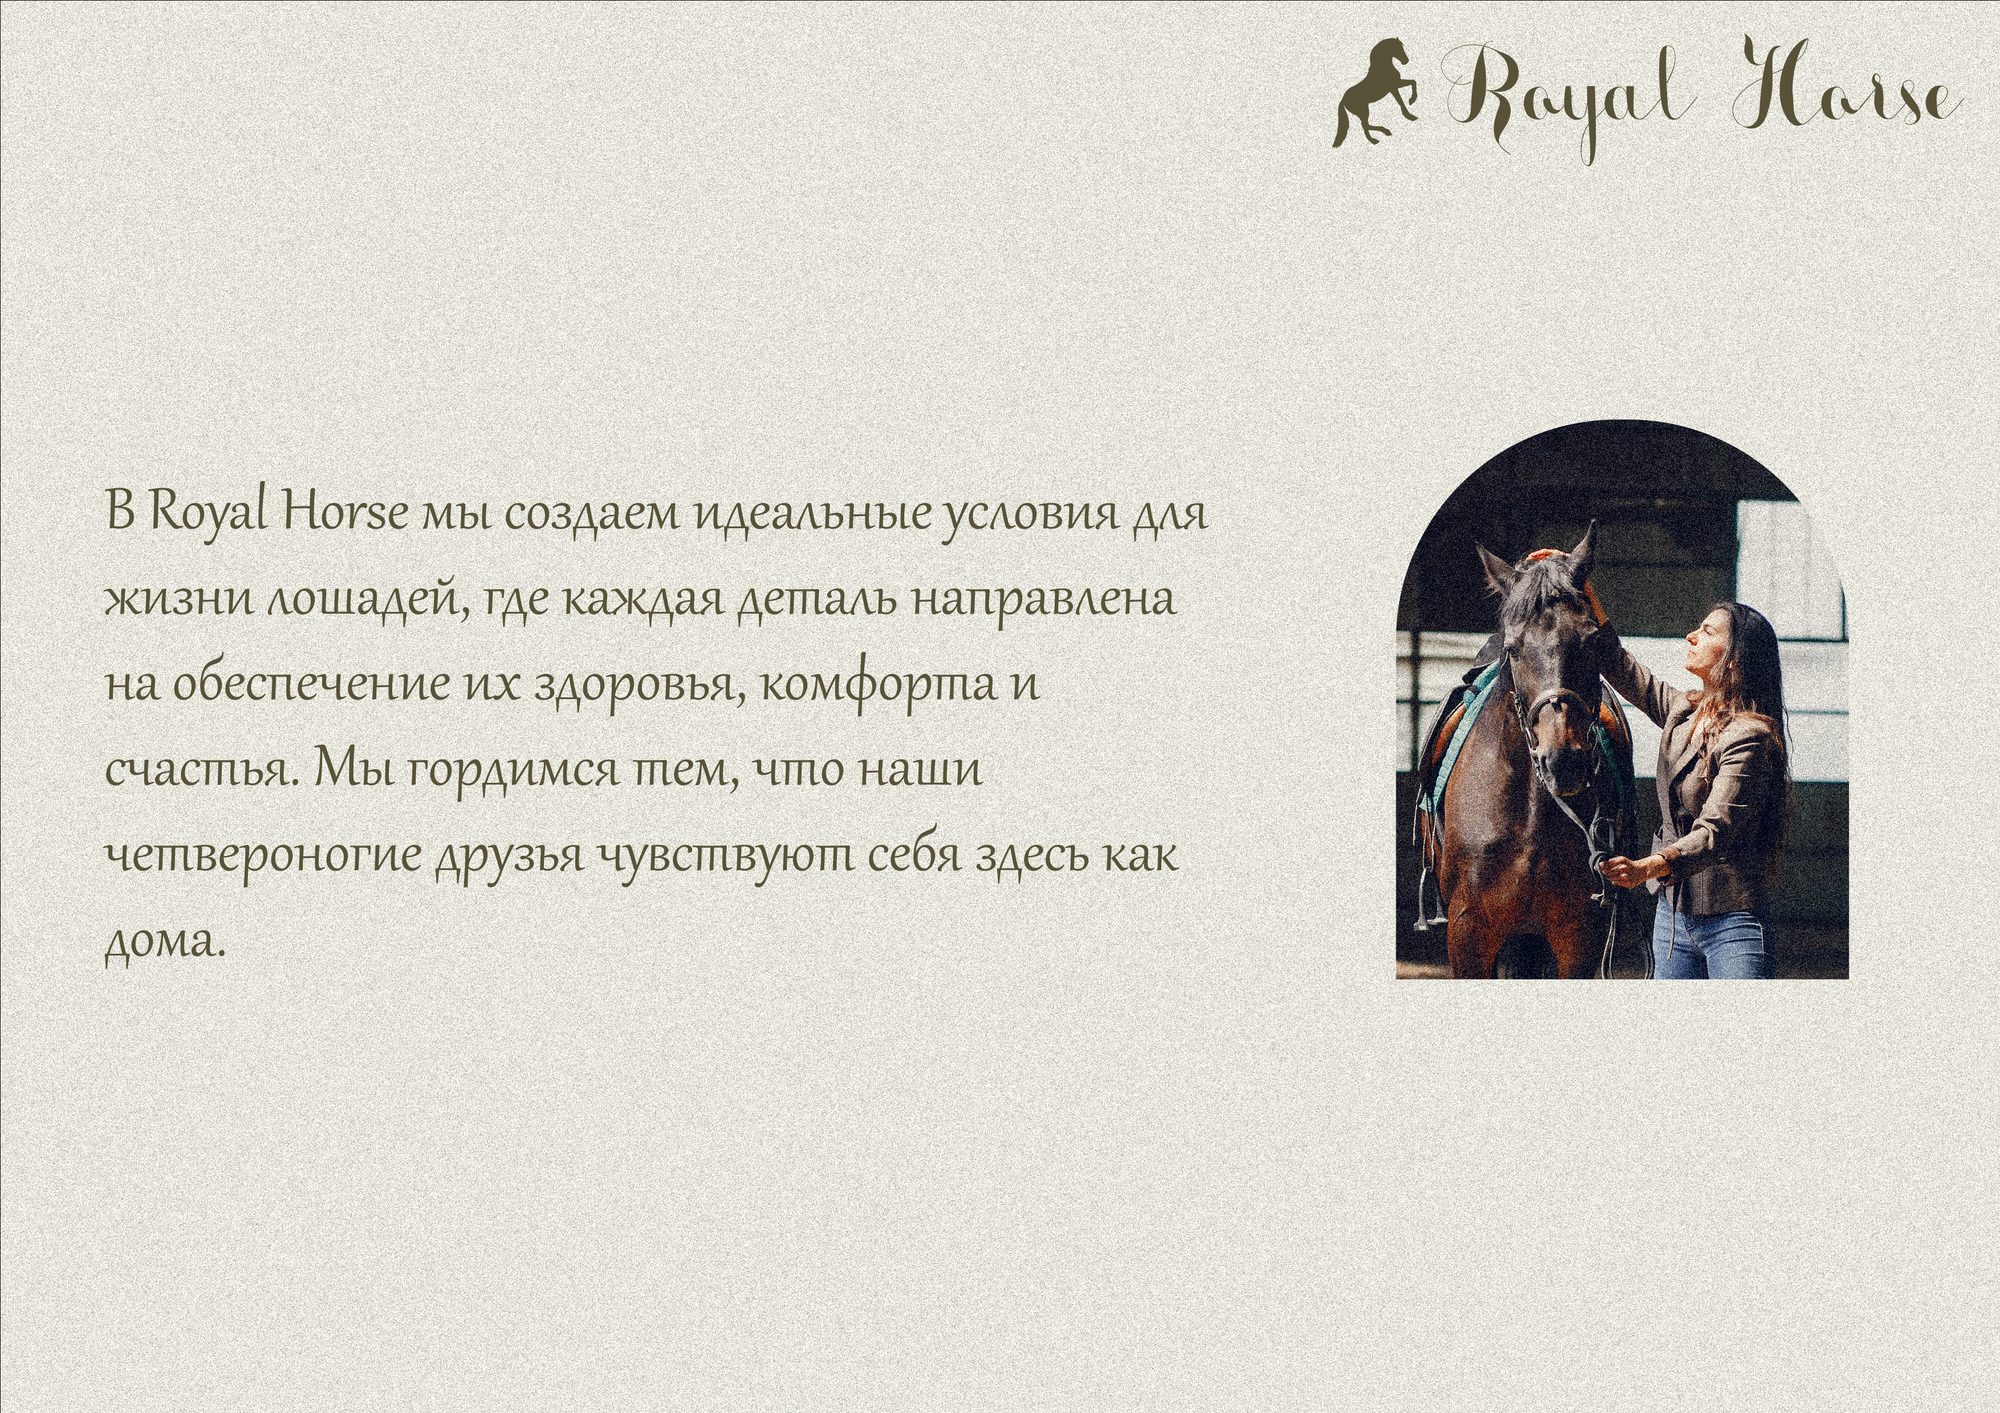 Royal Horse
В Royal Horse мы создаем идеальные условия для
жизни лошадей, где каждая деталь направлена
на обеспечение их здоровья, комфорта и
счастья. Мы гордимся тем, что наши
четвероногие друзья чувствуют себя здесь как
дома.